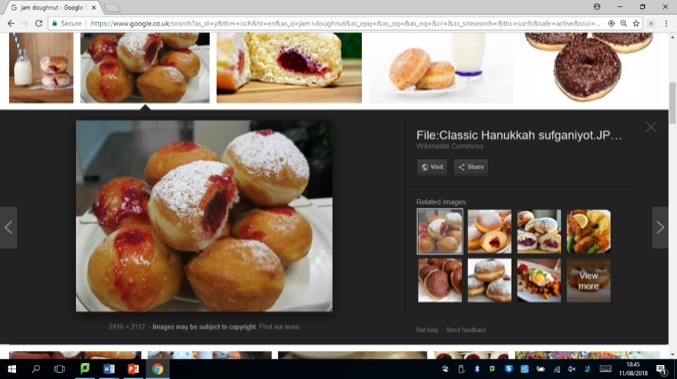 jam doughnut - Google S
Secure
https://www.google.co.uk/search?as_st=y&tbm=isch&hl=en&as_q=jam+doughnut&as_epq=&as_oq=&as_eq=&cr=&as_sitesearch=&tbs=sur:fc&safe=active&ssui=...
File:Classic Hanukkah sufganiyot.JP...
Wikimedia Commons
Visit
Share
Related images:
View
more
2816 × 2112 · Images may be subject to copyright Find out more
Get help · Send feedback
18:45
11/08/2018